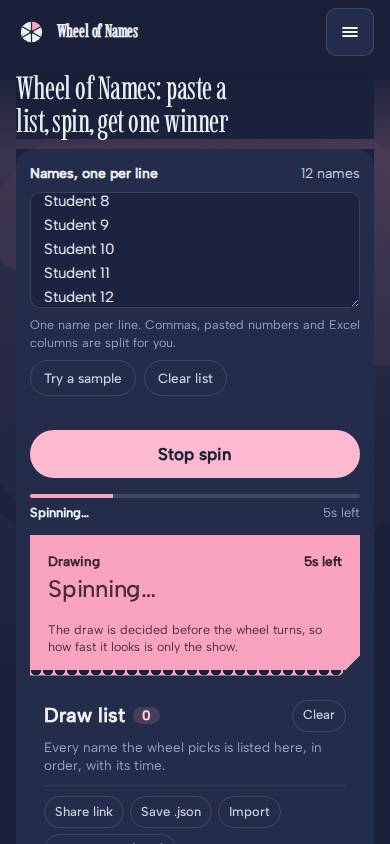 Wheel of Names
Wheel of Names: paste a
list, spin, get one winner
Names, one per line
12 names
Student 8
Student 9
Student 10
Student 11
Student 12
One name per line. Commas, pasted numbers and Excel
columns are split for you.
Try a sample
Clear list
Stop spin
Spinning…
5s left
Drawing
5s left
Spinning…
The draw is decided before the wheel turns, so
how fast it looks is only the show.
Draw list 0
Clear
Every name the wheel picks is listed here, in
order, with its time.
Share link
Save .json
Import